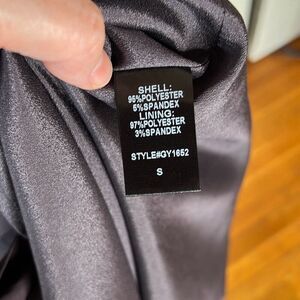 SHELL:
95%POLYESTER
5%SPANDEX
LINING:
97%POLYESTER
3%SPANDEX
STYLE#GY1652
S